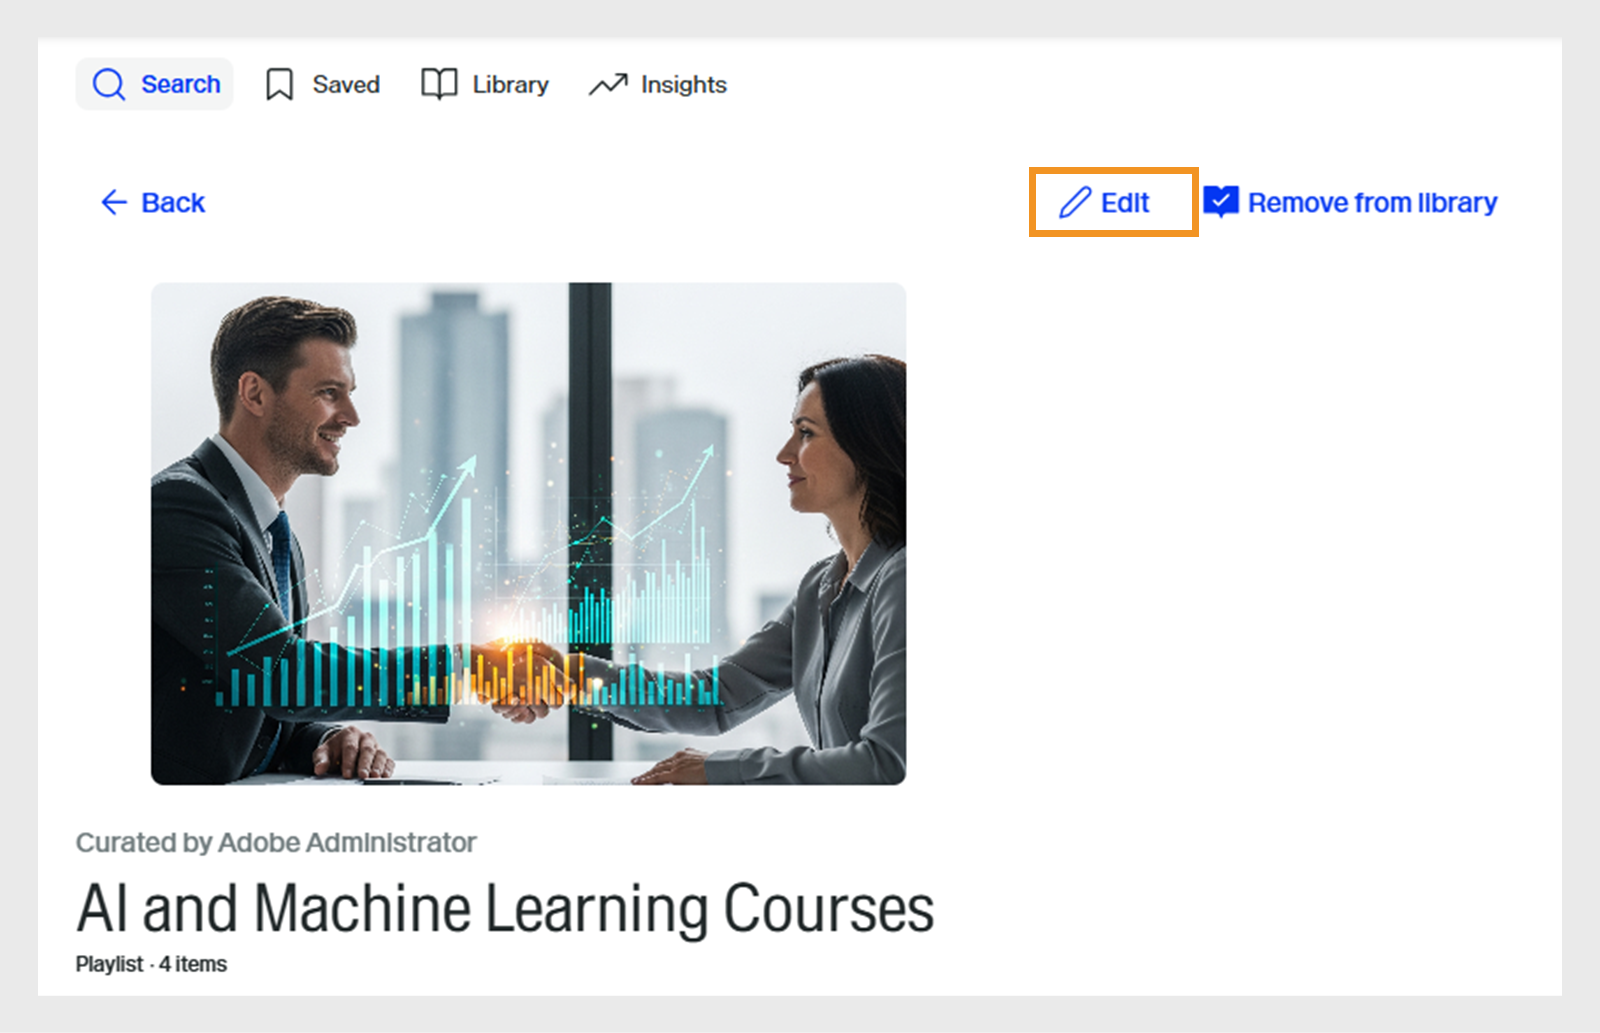 Search
Saved
Library
Insights
Back
Edit
Remove from library
Curated by Adobe Administrator
AI and Machine Learning Courses
Playlist · 4 items